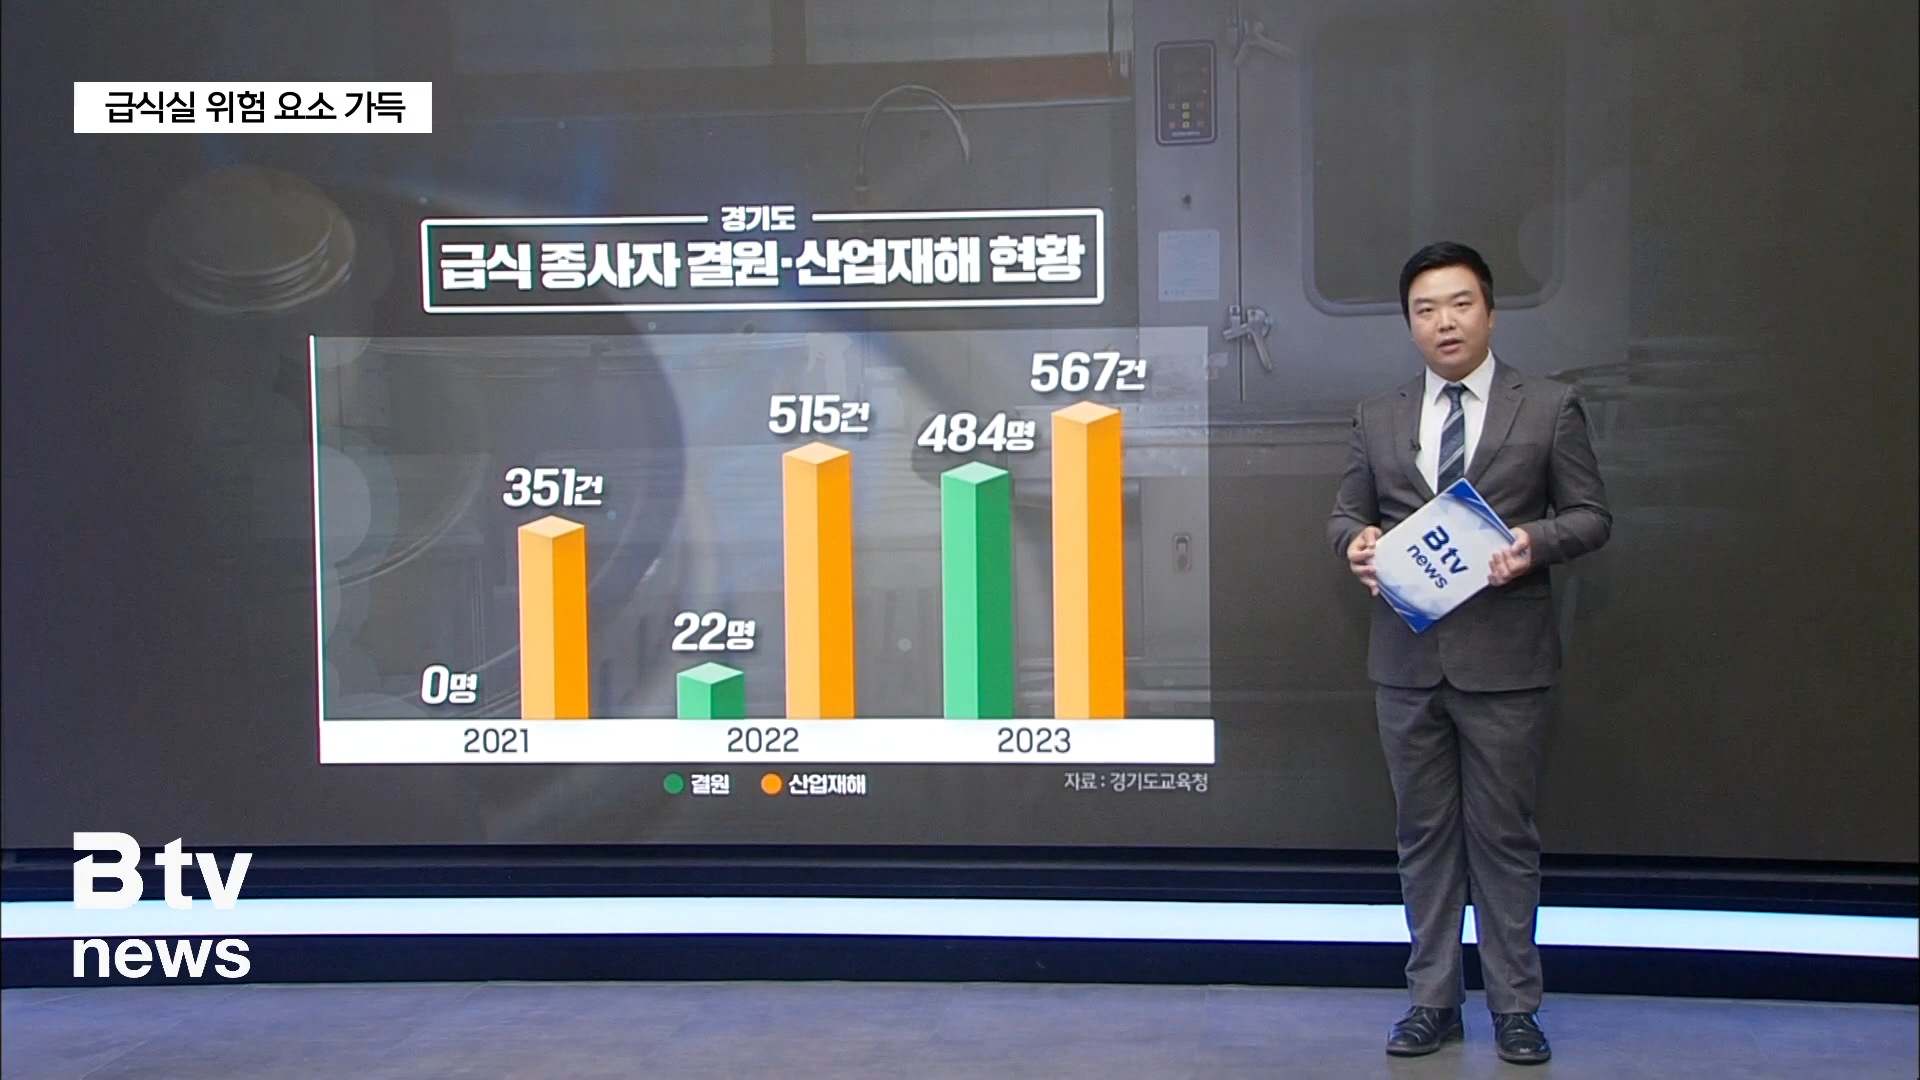 급식실 위험 요소 가득
경기도
급식 종사자 결원·산업재해 현황
0명
351건
22명
515건
484명
567건
2021
2022
2023
결원
산업재해
자료 : 경기도교육청
B tv
news
B tv
news